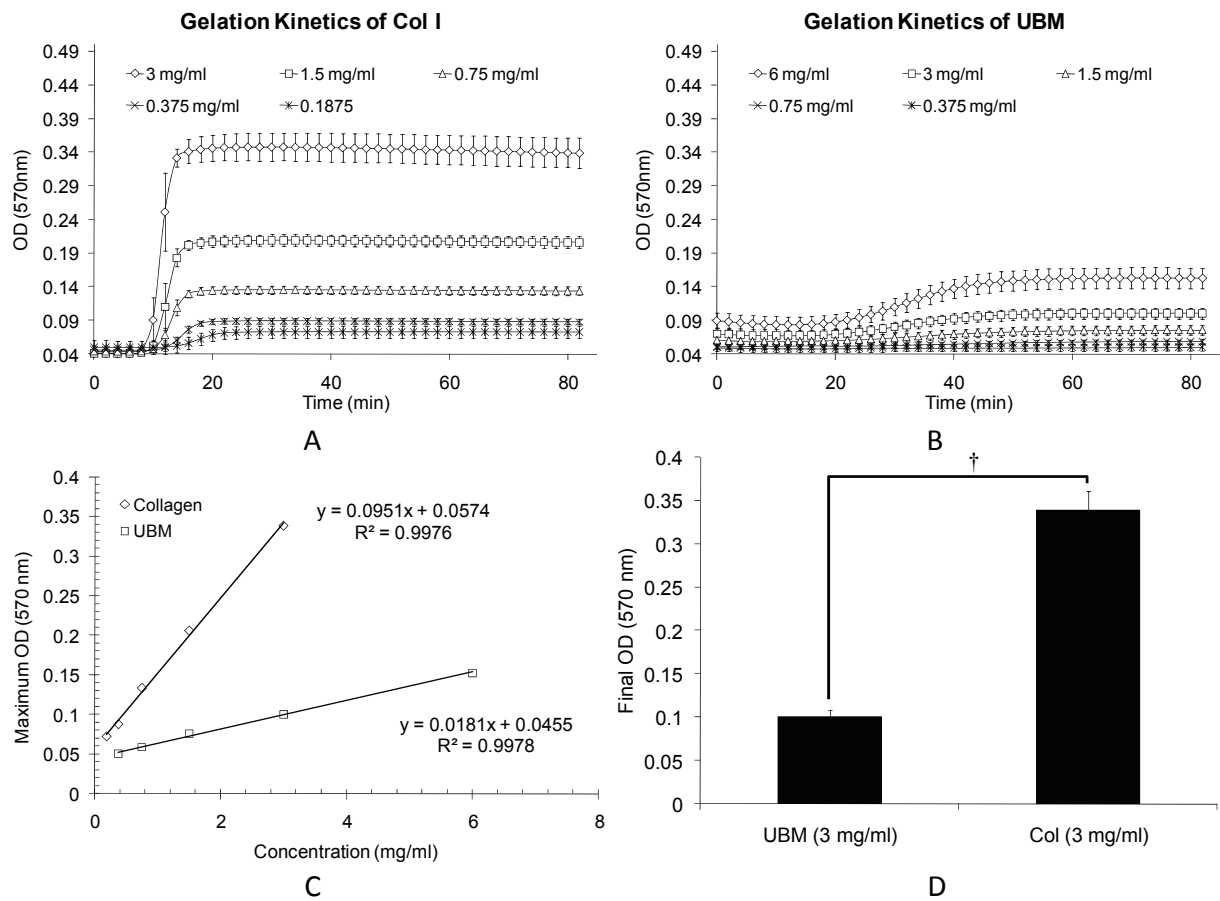 Gelation Kinetics of Col I
0.49
0.44
0.39
0.34
0.29
0.24
0.19
0.14
0.09
0.04
OD (570nm)
3 mg/ml
1.5 mg/ml
0.75 mg/ml
0.375 mg/ml
0.1875
0
20
40
60
80
Time (min)
A
Gelation Kinetics of UBM
0.49
0.44
0.39
0.34
0.29
0.24
0.19
0.14
0.09
0.04
OD (570nm)
6 mg/ml
3 mg/ml
1.5 mg/ml
0.75 mg/ml
0.375 mg/ml
0
20
40
60
80
Time (min)
B
0.4
0.35
0.3
0.25
0.2
0.15
0.1
0.05
0
Maximum OD (570 nm)
Collagen
UBM
y = 0.0951x + 0.0574
R² = 0.9976
y = 0.0181x + 0.0455
R² = 0.9978
0
2
4
6
8
Concentration (mg/ml)
C
0.4
0.35
0.3
0.25
0.2
0.15
0.1
0.05
0
Final OD (570 nm)
†
UBM (3 mg/ml)
Col (3 mg/ml)
D